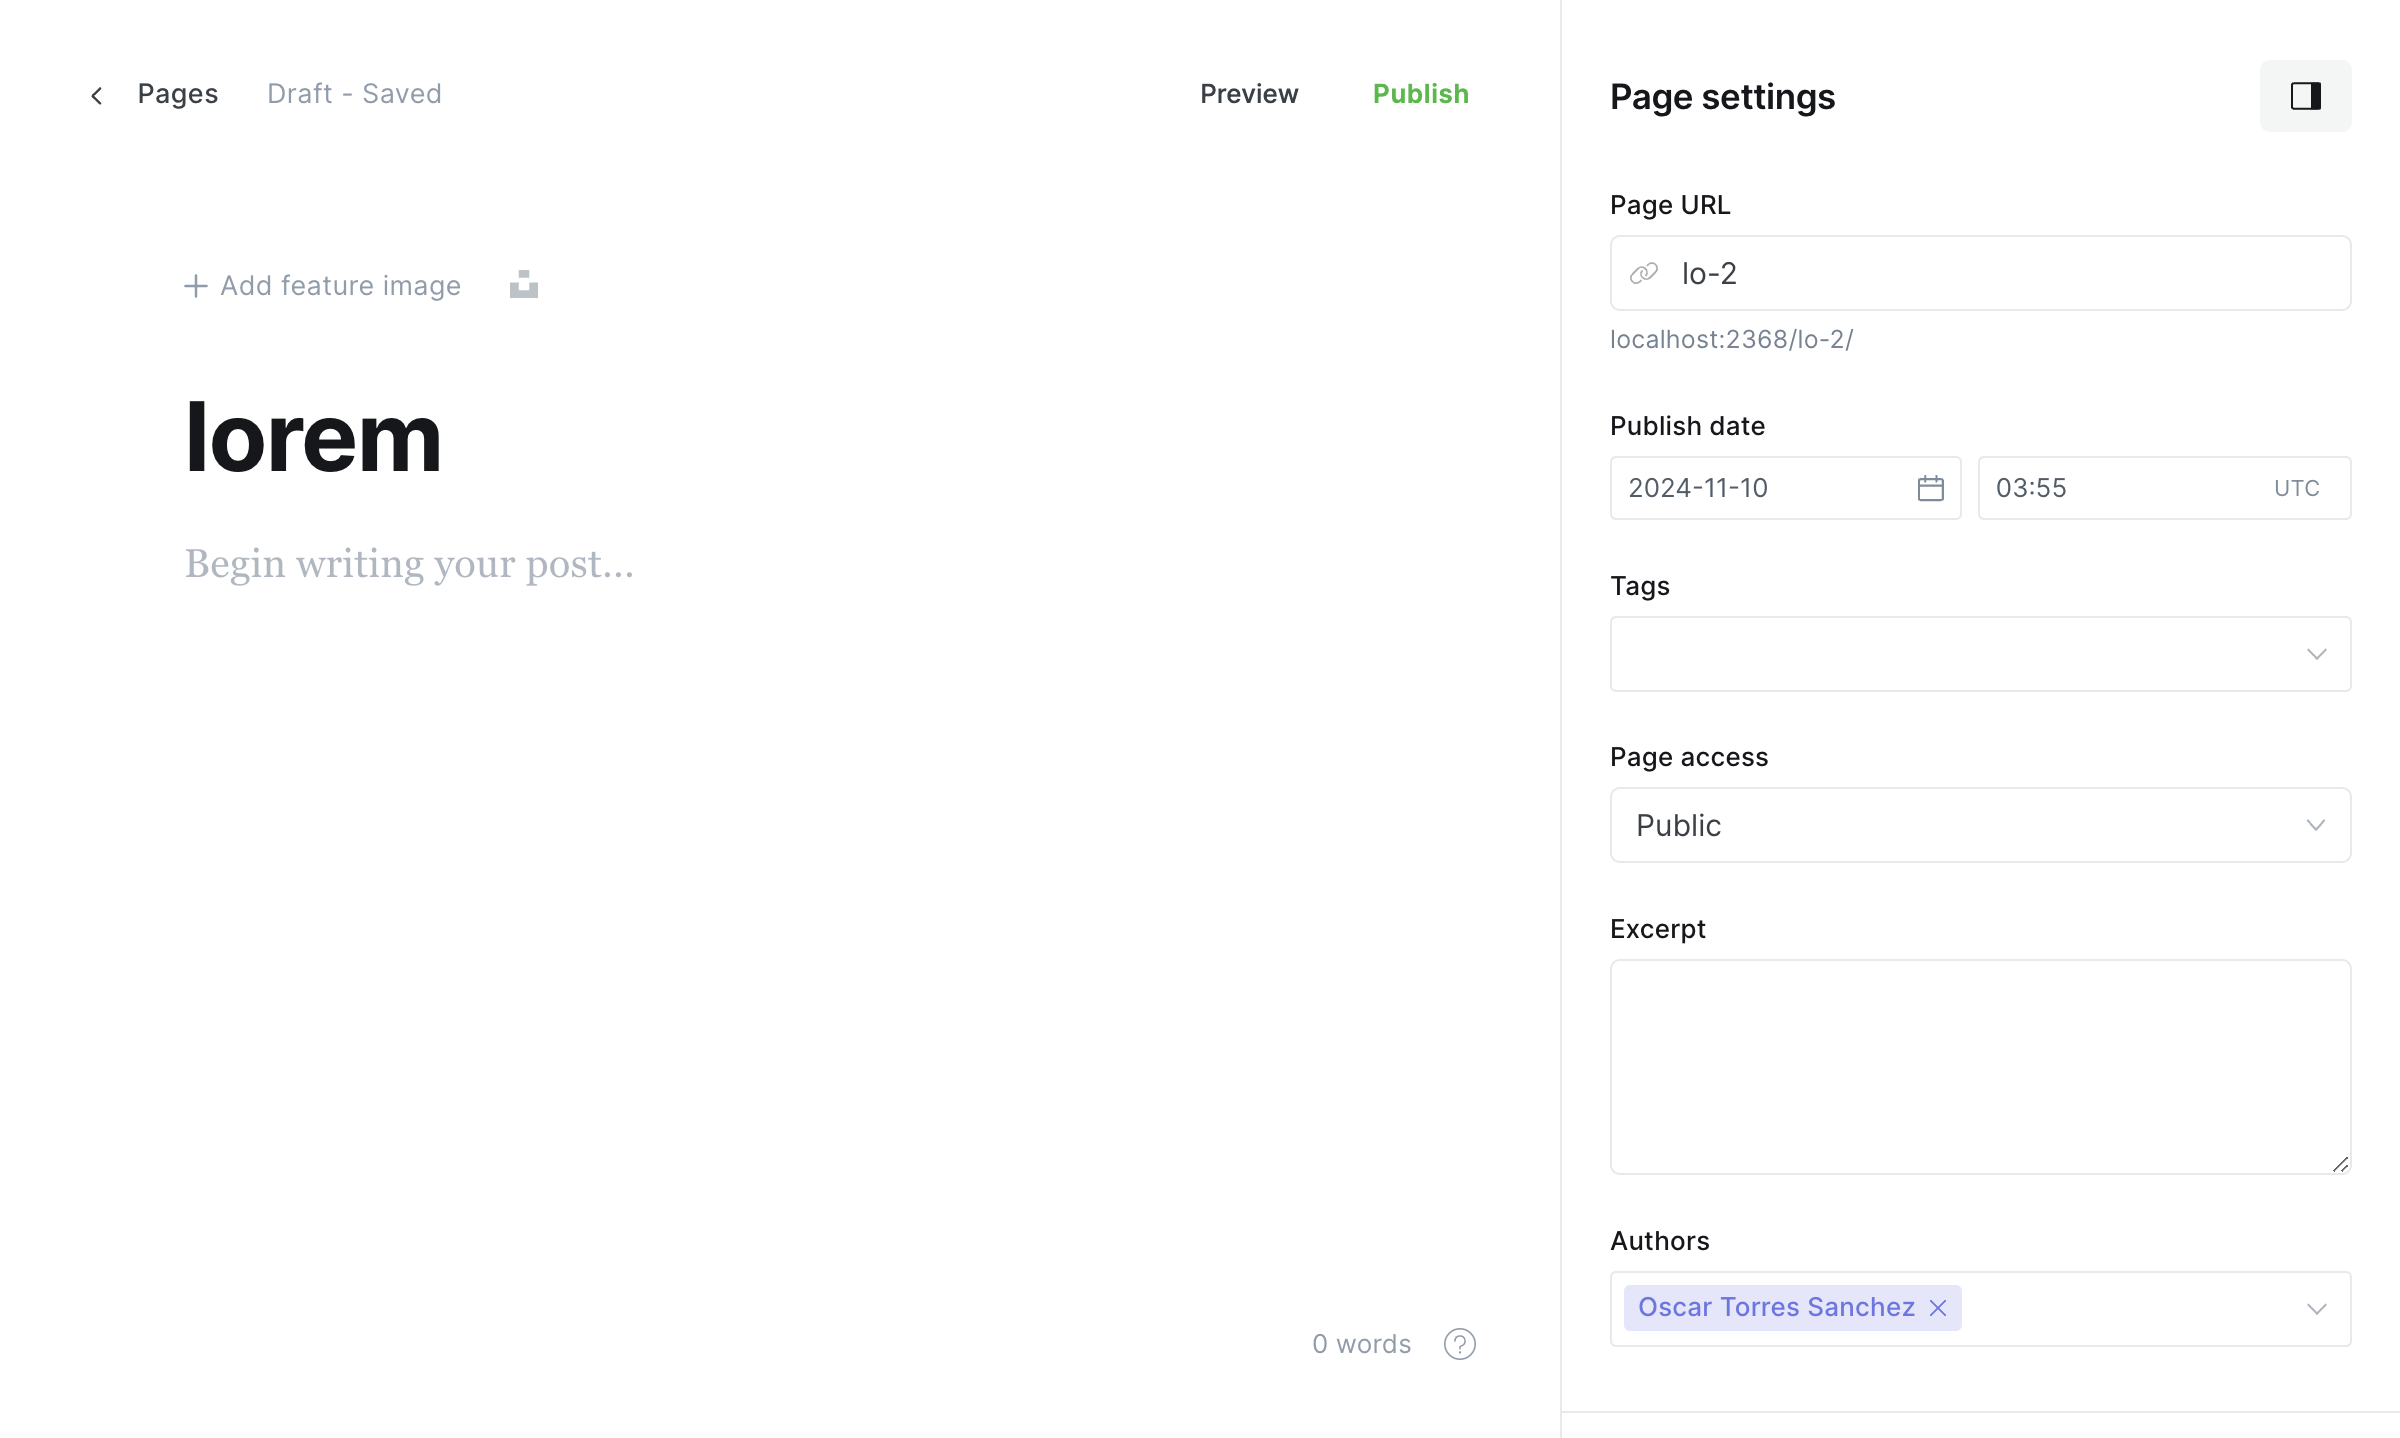 Pages Draft - Saved Preview Publish
Add feature image
lorem
Begin writing your post...
0 words
Page settings
Page URL
lo-2
localhost:2368/lo-2/
Publish date
2024-11-10 03:55 UTC
Tags
Page access
Public
Excerpt
Authors
Oscar Torres Sanchez